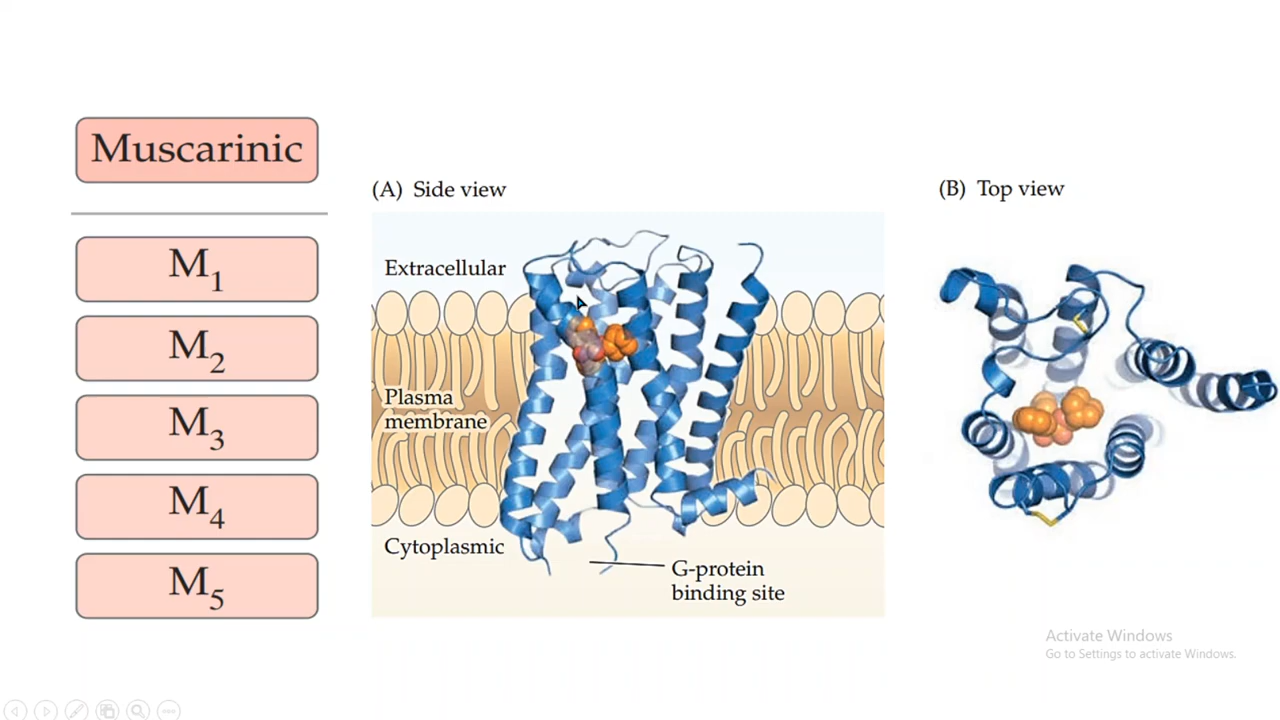 Muscarinic
M1
M2
M3
M4
M5
(A) Side view
Extracellular
Plasma
membrane
Cytoplasmic
G-protein
binding site
(B) Top view
Activate Windows
Go to Settings to activate Windows.